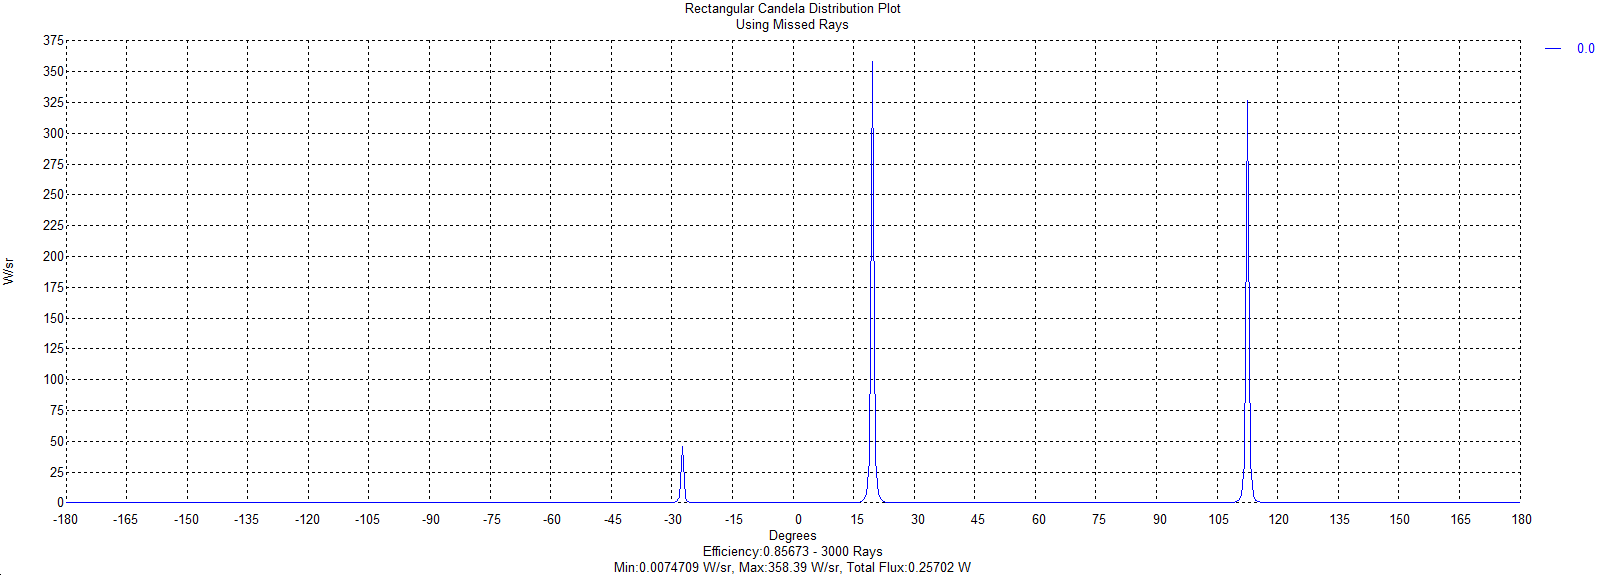 Rectangular Candela Distribution Plot
Using Missed Rays
0.0
375
350
325
300
275
250
225
200
175
150
125
100
75
50
25
0
W/sr
-180 -165 -150 -135 -120 -105 -90 -75 -60 -45 -30 -15 0 15 30 45 60 75 90 105 120 135 150 165 180
Degrees
Efficiency:0.85673 - 3000 Rays
Min:0.0074709 W/sr, Max:358.39 W/sr, Total Flux:0.25702 W